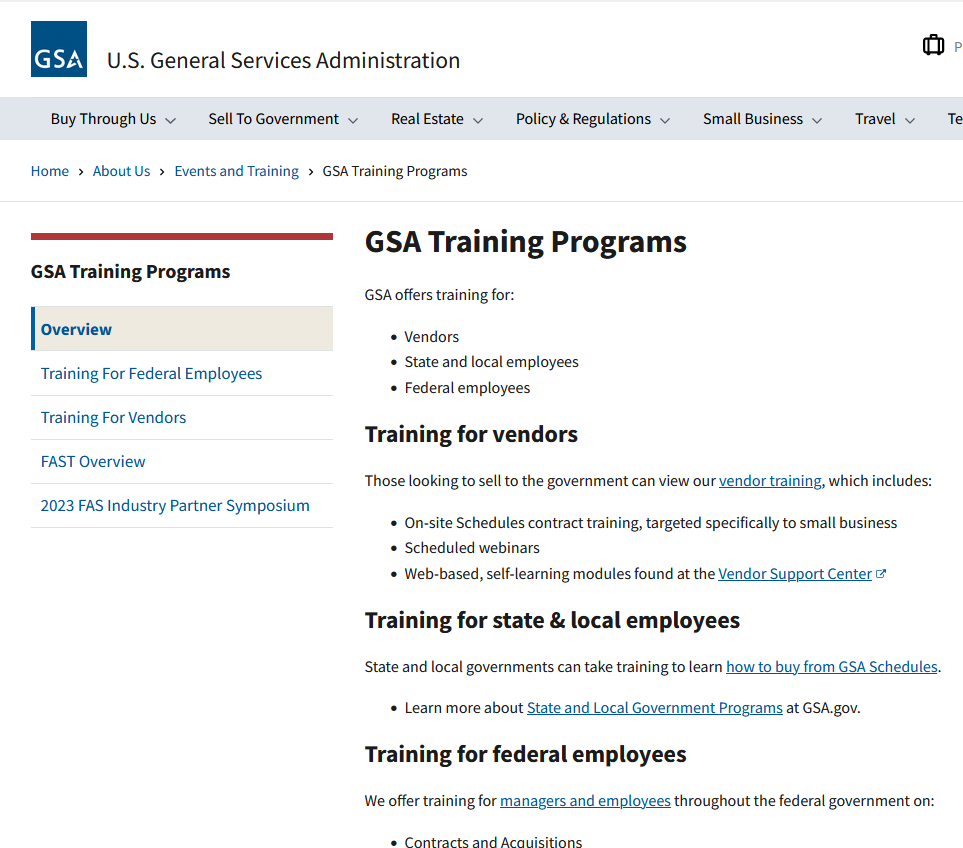 GSA
U.S. General Services Administration
P
Buy Through Us
Sell To Government
Real Estate
Policy & Regulations
Small Business
Travel
Te
Home › About Us › Events and Training › GSA Training Programs
GSA Training Programs
Overview
Training For Federal Employees
Training For Vendors
FAST Overview
2023 FAS Industry Partner Symposium
GSA Training Programs
GSA offers training for:
• Vendors
• State and local employees
• Federal employees
Training for vendors
Those looking to sell to the government can view our vendor training, which includes:
• On-site Schedules contract training, targeted specifically to small business
• Scheduled webinars
• Web-based, self-learning modules found at the Vendor Support Center
Training for state & local employees
State and local governments can take training to learn how to buy from GSA Schedules.
• Learn more about State and Local Government Programs at GSA.gov.
Training for federal employees
We offer training for managers and employees throughout the federal government on:
• Contracts and Acquisitions